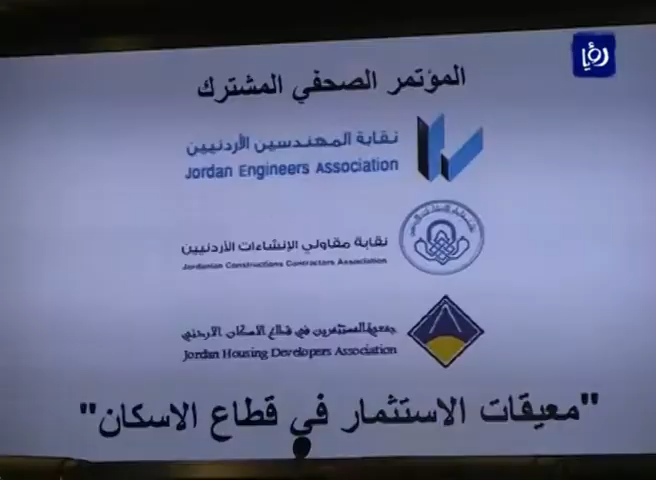 رؤيا
المؤتمر الصحفي المشترك
نقابة المهندسين الأردنيين
Jordan Engineers Association
نقابة مقاولي الإنشاءات الأردنيين
Jordanian Constructions Contractors Association
جمعية المستثمرين في قطاع الاسكان الأردني
Jordan Housing Developers Association
"معيقات الاستثمار في قطاع الاسكان"